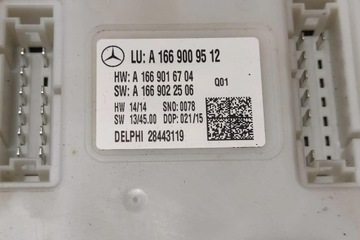 LU: A 166 900 95 12
HW: A 166 901 67 04
SW: A 166 902 25 06
Q01
HW 14/14 SNO: 0078
SW 13/45.00 DOP: 021/15
DELPHI 28443119